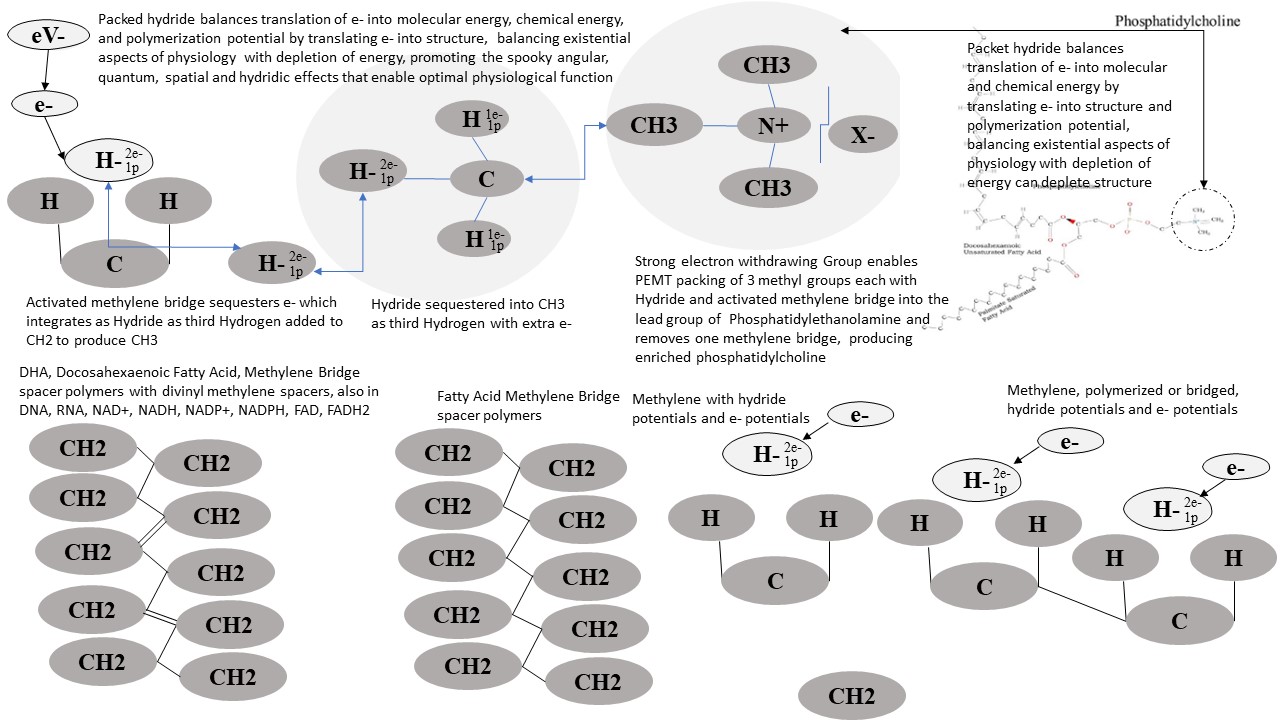 Packed hydride balances translation of e- into molecular energy, chemical energy,
and polymerization potential by translating e- into structure, balancing existential
aspects of physiology with depletion of energy, promoting the spooky angular,
quantum, spatial and hydridic effects that enable optimal physiological function
eV-
e-
H- 2e-
1p
H
H
C
H- 2e-
1p
Activated methylene bridge sequesters e- which
integrates as Hydride as third Hydrogen added to
CH2 to produce CH3
H 1e-
1p
H- 2e-
1p
C
H 1e-
1p
Hydride sequestered into CH3
as third Hydrogen with extra e-
CH3
CH3
N+
X-
CH3
Strong electron withdrawing Group enables
PEMT packing of 3 methyl groups each with
Hydride and activated methylene bridge into the
lead group of Phosphatidylethanolamine and
removes one methylene bridge, producing
enriched phosphatidylcholine
Phosphatidylcholine
Packet hydride balances
translation of e- into molecular
and chemical energy by
translating e- into structure and
polymerization potential,
balancing existential aspects of
physiology with depletion of
energy can deplete structure
Docosahexaenoic
Unsaturated Fatty Acid
Palmitate Saturated
Fatty Acid
DHA, Docosahexaenoic Fatty Acid, Methylene Bridge
spacer polymers with divinyl methylene spacers, also in
DNA, RNA, NAD+, NADH, NADP+, NADPH, FAD, FADH2
CH2
CH2
CH2
CH2
CH2
CH2
CH2
CH2
CH2
CH2
Fatty Acid Methylene Bridge
spacer polymers
CH2
CH2
CH2
CH2
CH2
CH2
CH2
CH2
CH2
CH2
Methylene with hydride
potentials and e- potentials
e-
H- 2e-
1p
H
H
C
CH2
Methylene, polymerized or bridged,
hydride potentials and e- potentials
e-
H- 2e-
1p
H
H
C
e-
H- 2e-
1p
H
H
C